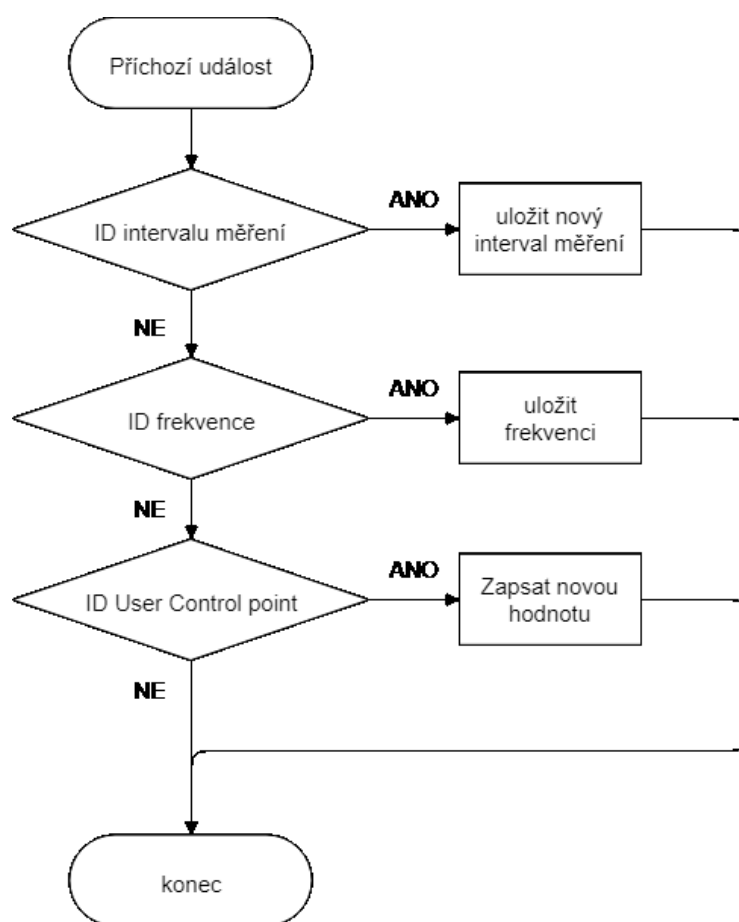 Příchozí událost
ID intervalu měření
ANO
uložit nový
interval měření
NE
ID frekvence
ANO
uložit
frekvenci
NE
ID User Control point
ANO
Zapsat novou
hodnotu
NE
konec